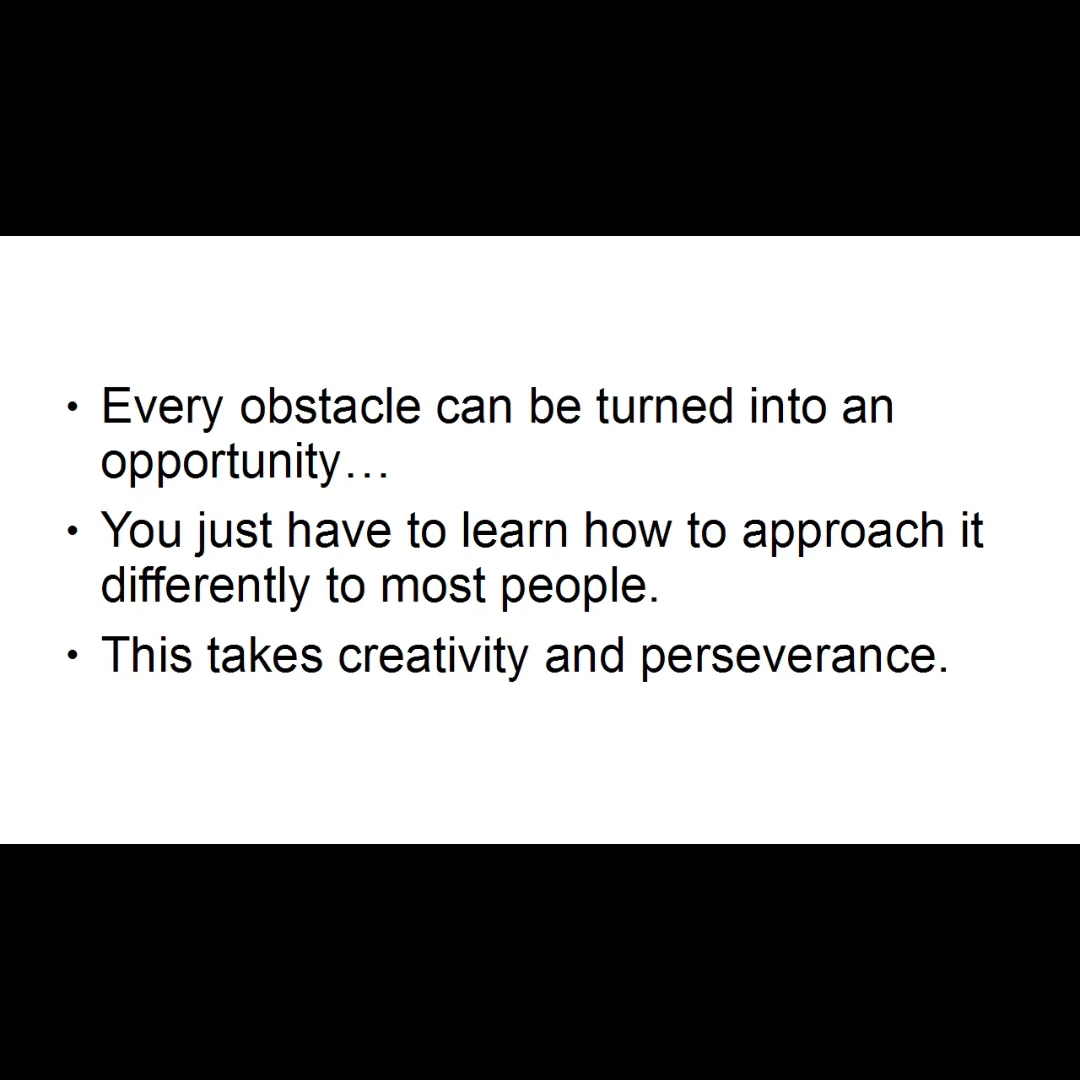 • Every obstacle can be turned into an
opportunity…
• You just have to learn how to approach it
differently to most people.
• This takes creativity and perseverance.